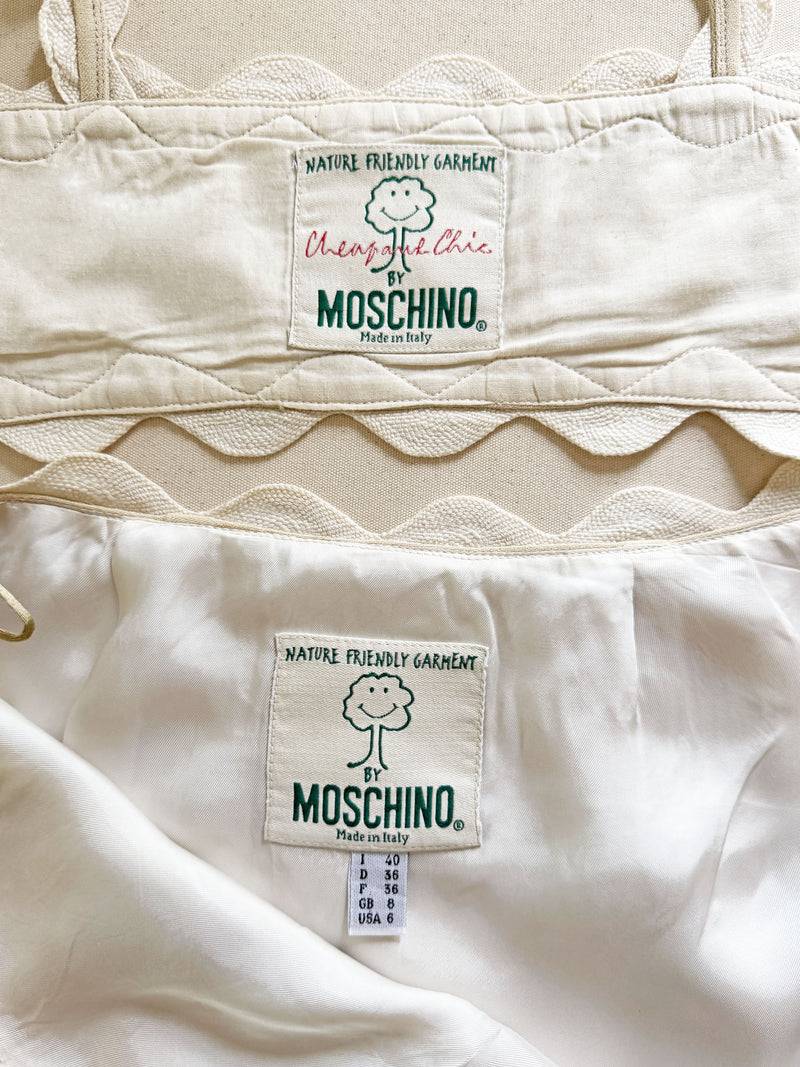 NATURE FRIENDLY GARMENT
Cheap and Chic
BY
MOSCHINO®
Made in Italy
NATURE FRIENDLY GARMENT
BY
MOSCHINO®
Made in Italy
I 40
D 36
F 36
GB 8
USA 6